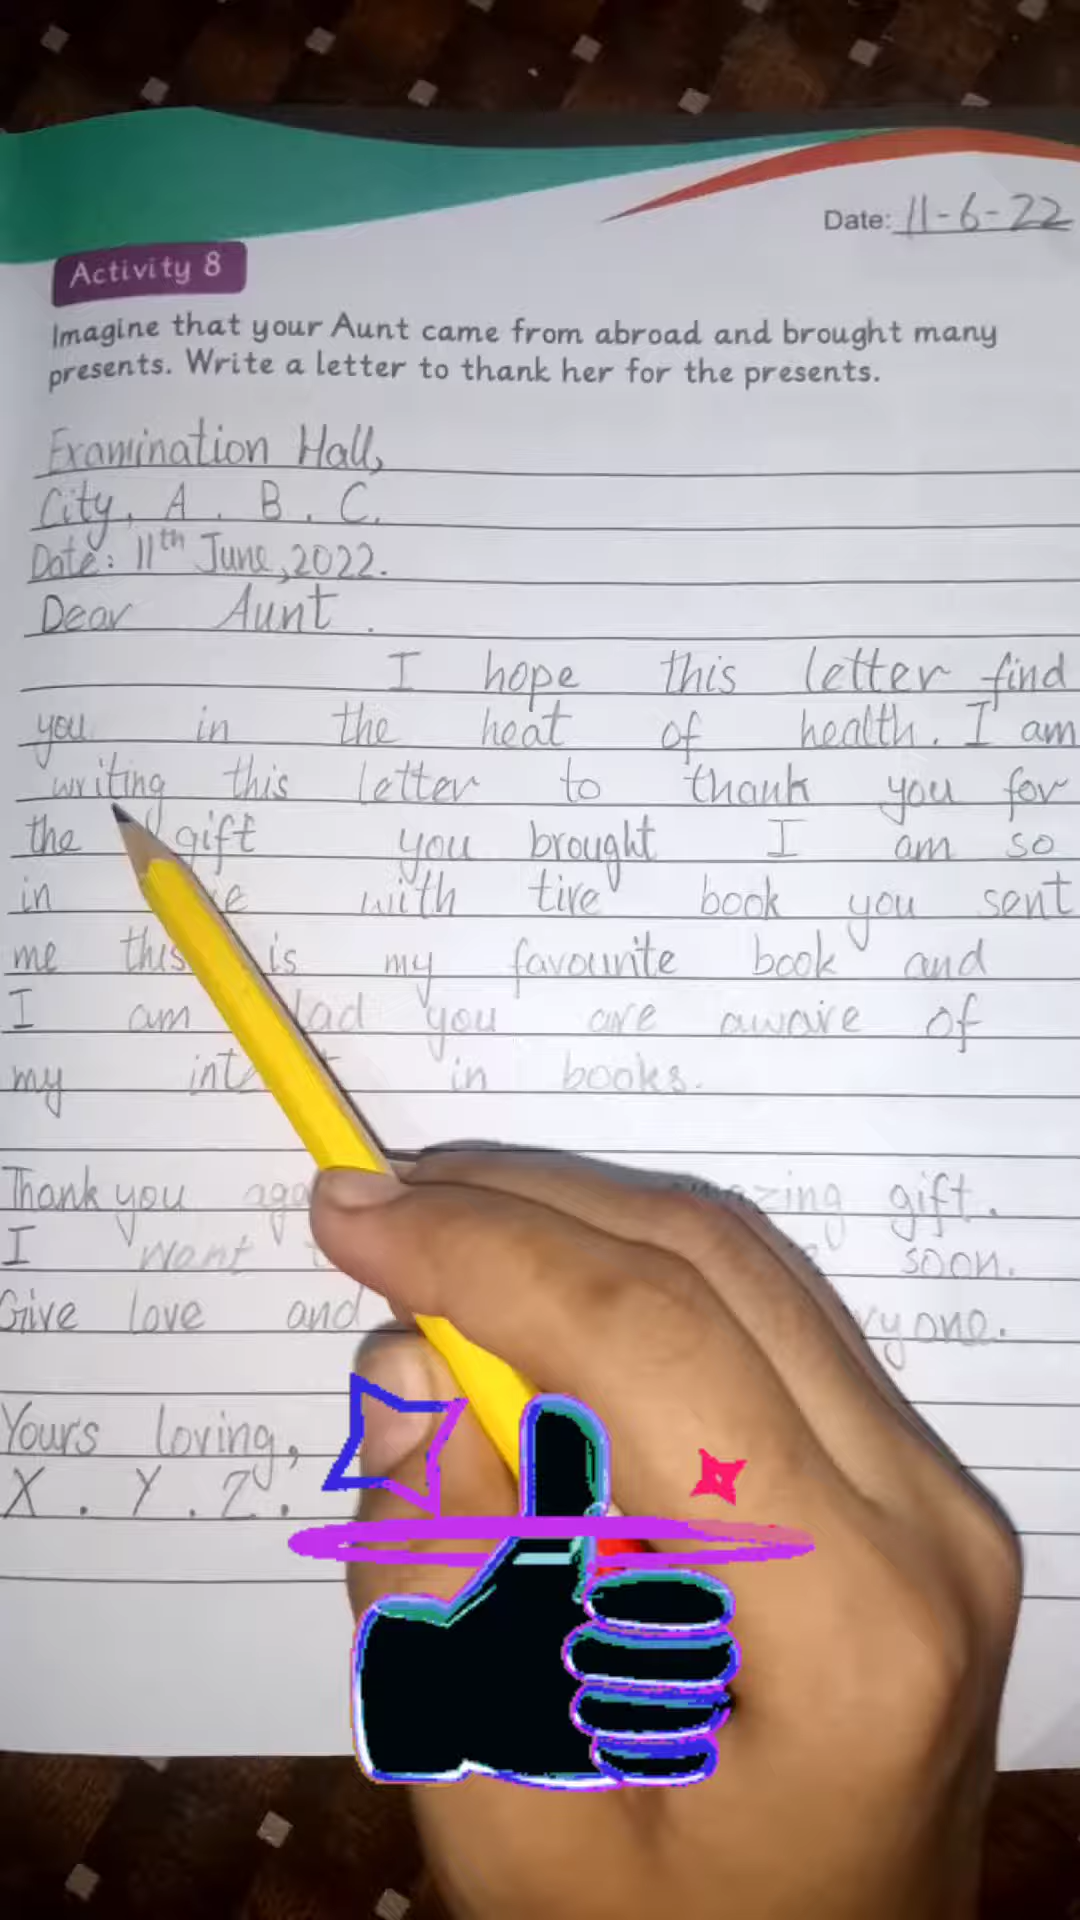 Date: 11-6-22
Activity 8
Imagine that your Aunt came from abroad and brought many
presents. Write a letter to thank her for the presents.
Examination Hall,
City, A . B . C.
Date: 11th June, 2022.
Dear Aunt .
I hope this letter find
you in the heat of health. I am
writing this letter to thank you for
the gift you brought I am so
in with tire book you sent
me this is my favourite book and
I am you are aware of
my in books.
Thank you gift.
I want soon.
Give love and
Yours loving,
X . Y . Z .